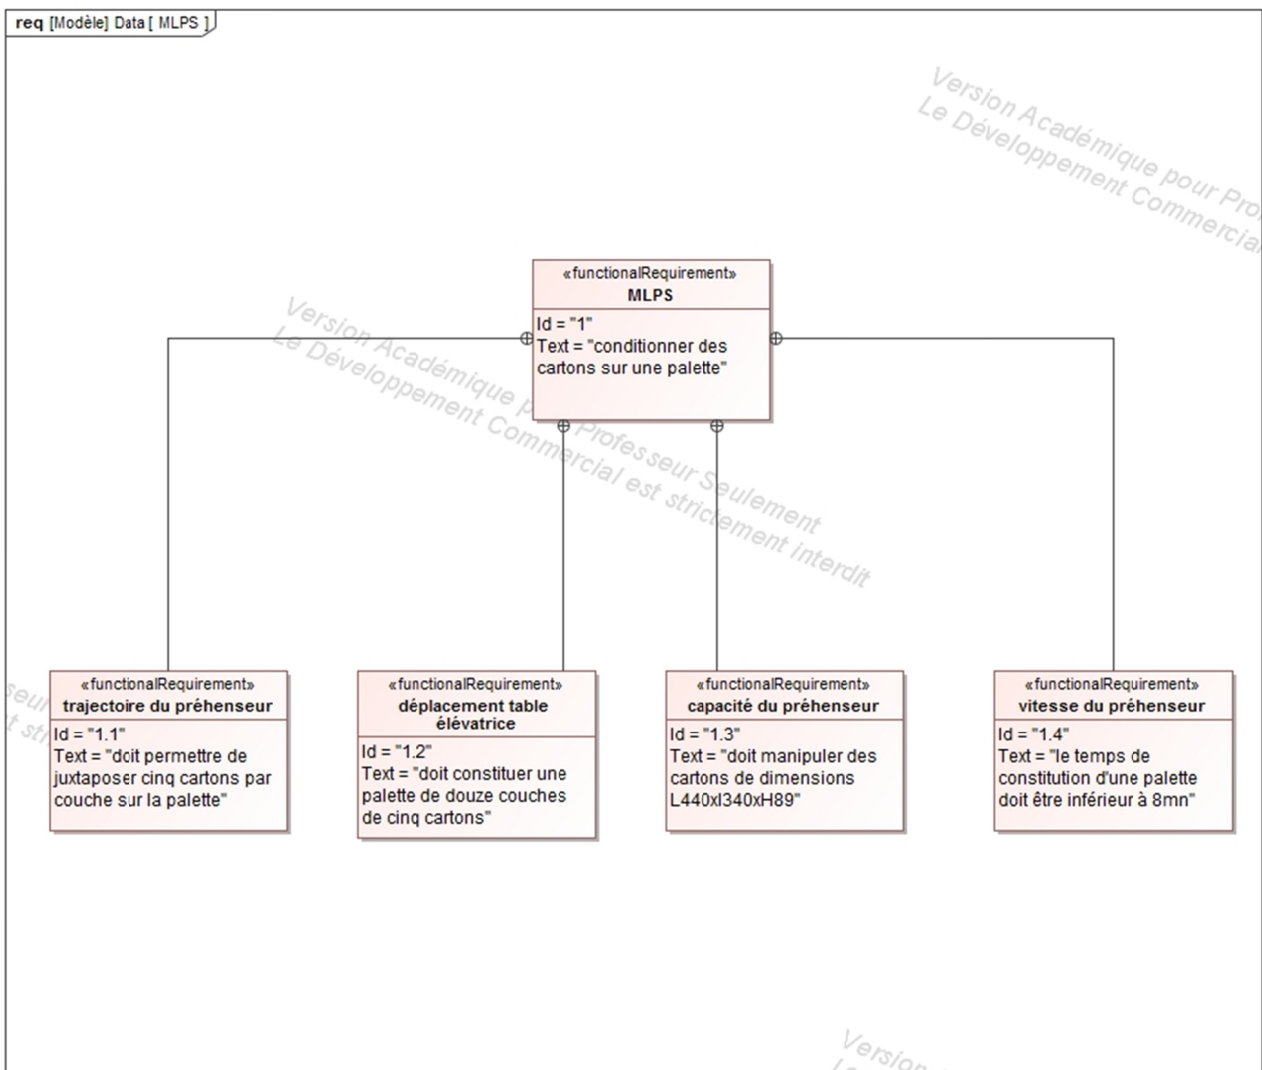 req [Modèle] Data [ MLPS ]
Version Académique pour Pro
Le Développement Commercia
«functionalRequirement»
MLPS
Id = "1"
Text = "conditionner des
cartons sur une palette"
Version Académique p
Professeur Seulement
Le Développement Commercial est strictement interdit
«functionalRequirement»
trajectoire du préhenseur
Id = "1.1"
Text = "doit permettre de
juxtaposer cinq cartons par
couche sur la palette"
«functionalRequirement»
déplacement table
élévatrice
Id = "1.2"
Text = "doit constituer une
palette de douze couches
de cinq cartons"
«functionalRequirement»
capacité du préhenseur
Id = "1.3"
Text = "doit manipuler des
cartons de dimensions
L440xl340xH89"
«functionalRequirement»
vitesse du préhenseur
Id = "1.4"
Text = "le temps de
constitution d'une palette
doit être inférieur à 8mn"
seur
t stri
Version